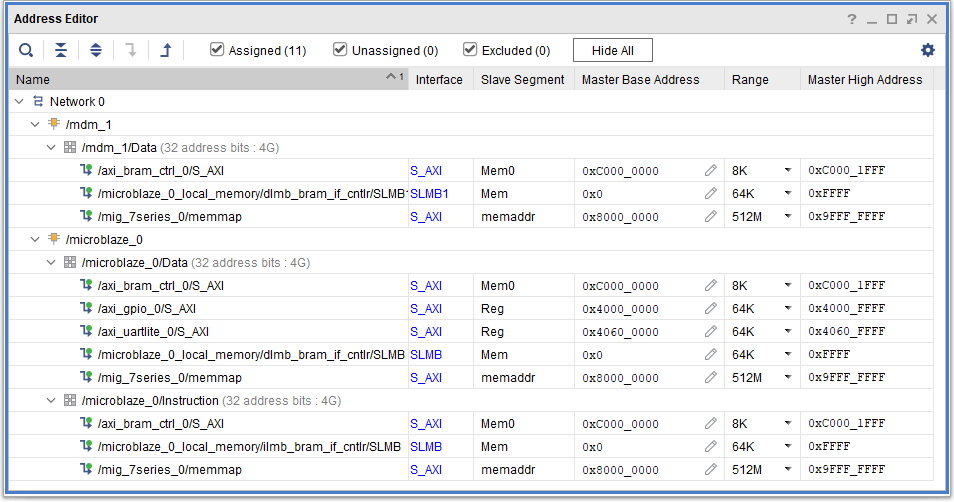 Address Editor ? _
Assigned (11) Unassigned (0) Excluded (0) Hide All
Name 1 Interface Slave Segment Master Base Address Range Master High Address
Network 0
/mdm_1
/mdm_1/Data (32 address bits : 4G)
/axi_bram_ctrl_0/S_AXI S_AXI Mem0 0xC000_0000 8K 0xC000_1FFF
/microblaze_0_local_memory/dlmb_bram_if_cntlr/SLMB1 SLMB1 Mem 0x0 64K 0xFFFF
/mig_7series_0/memmap S_AXI memaddr 0x8000_0000 512M 0x9FFF_FFFF
/microblaze_0
/microblaze_0/Data (32 address bits : 4G)
/axi_bram_ctrl_0/S_AXI S_AXI Mem0 0xC000_0000 8K 0xC000_1FFF
/axi_gpio_0/S_AXI S_AXI Reg 0x4000_0000 64K 0x4000_FFFF
/axi_uartlite_0/S_AXI S_AXI Reg 0x4060_0000 64K 0x4060_FFFF
/microblaze_0_local_memory/dlmb_bram_if_cntlr/SLMB SLMB Mem 0x0 64K 0xFFFF
/mig_7series_0/memmap S_AXI memaddr 0x8000_0000 512M 0x9FFF_FFFF
/microblaze_0/Instruction (32 address bits : 4G)
/axi_bram_ctrl_0/S_AXI S_AXI Mem0 0xC000_0000 8K 0xC000_1FFF
/microblaze_0_local_memory/ilmb_bram_if_cntlr/SLMB SLMB Mem 0x0 64K 0xFFFF
/mig_7series_0/memmap S_AXI memaddr 0x8000_0000 512M 0x9FFF_FFFF